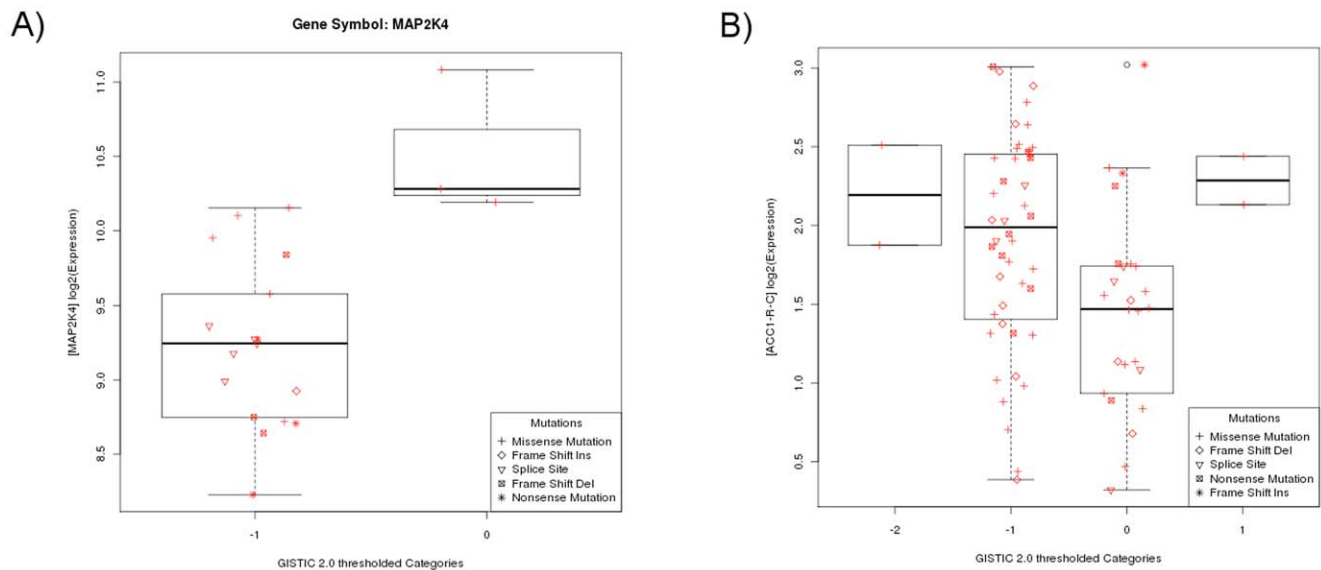 A)
Gene Symbol: MAP2K4
[MAP2K4] log2(Expression)
11.0
10.5
10.0
9.5
9.0
8.5
-1
0
GISTIC 2.0 thresholded Categories
Mutations
Missense Mutation
Frame Shift Ins
Splice Site
Frame Shift Del
Nonsense Mutation
B)
[ACC1-R-C] log2(Expression)
3.0
2.5
2.0
1.5
1.0
0.5
-2
-1
0
1
GISTIC 2.0 thresholded Categories
Mutations
Missense Mutation
Frame Shift Del
Splice Site
Nonsense Mutation
Frame Shift Ins